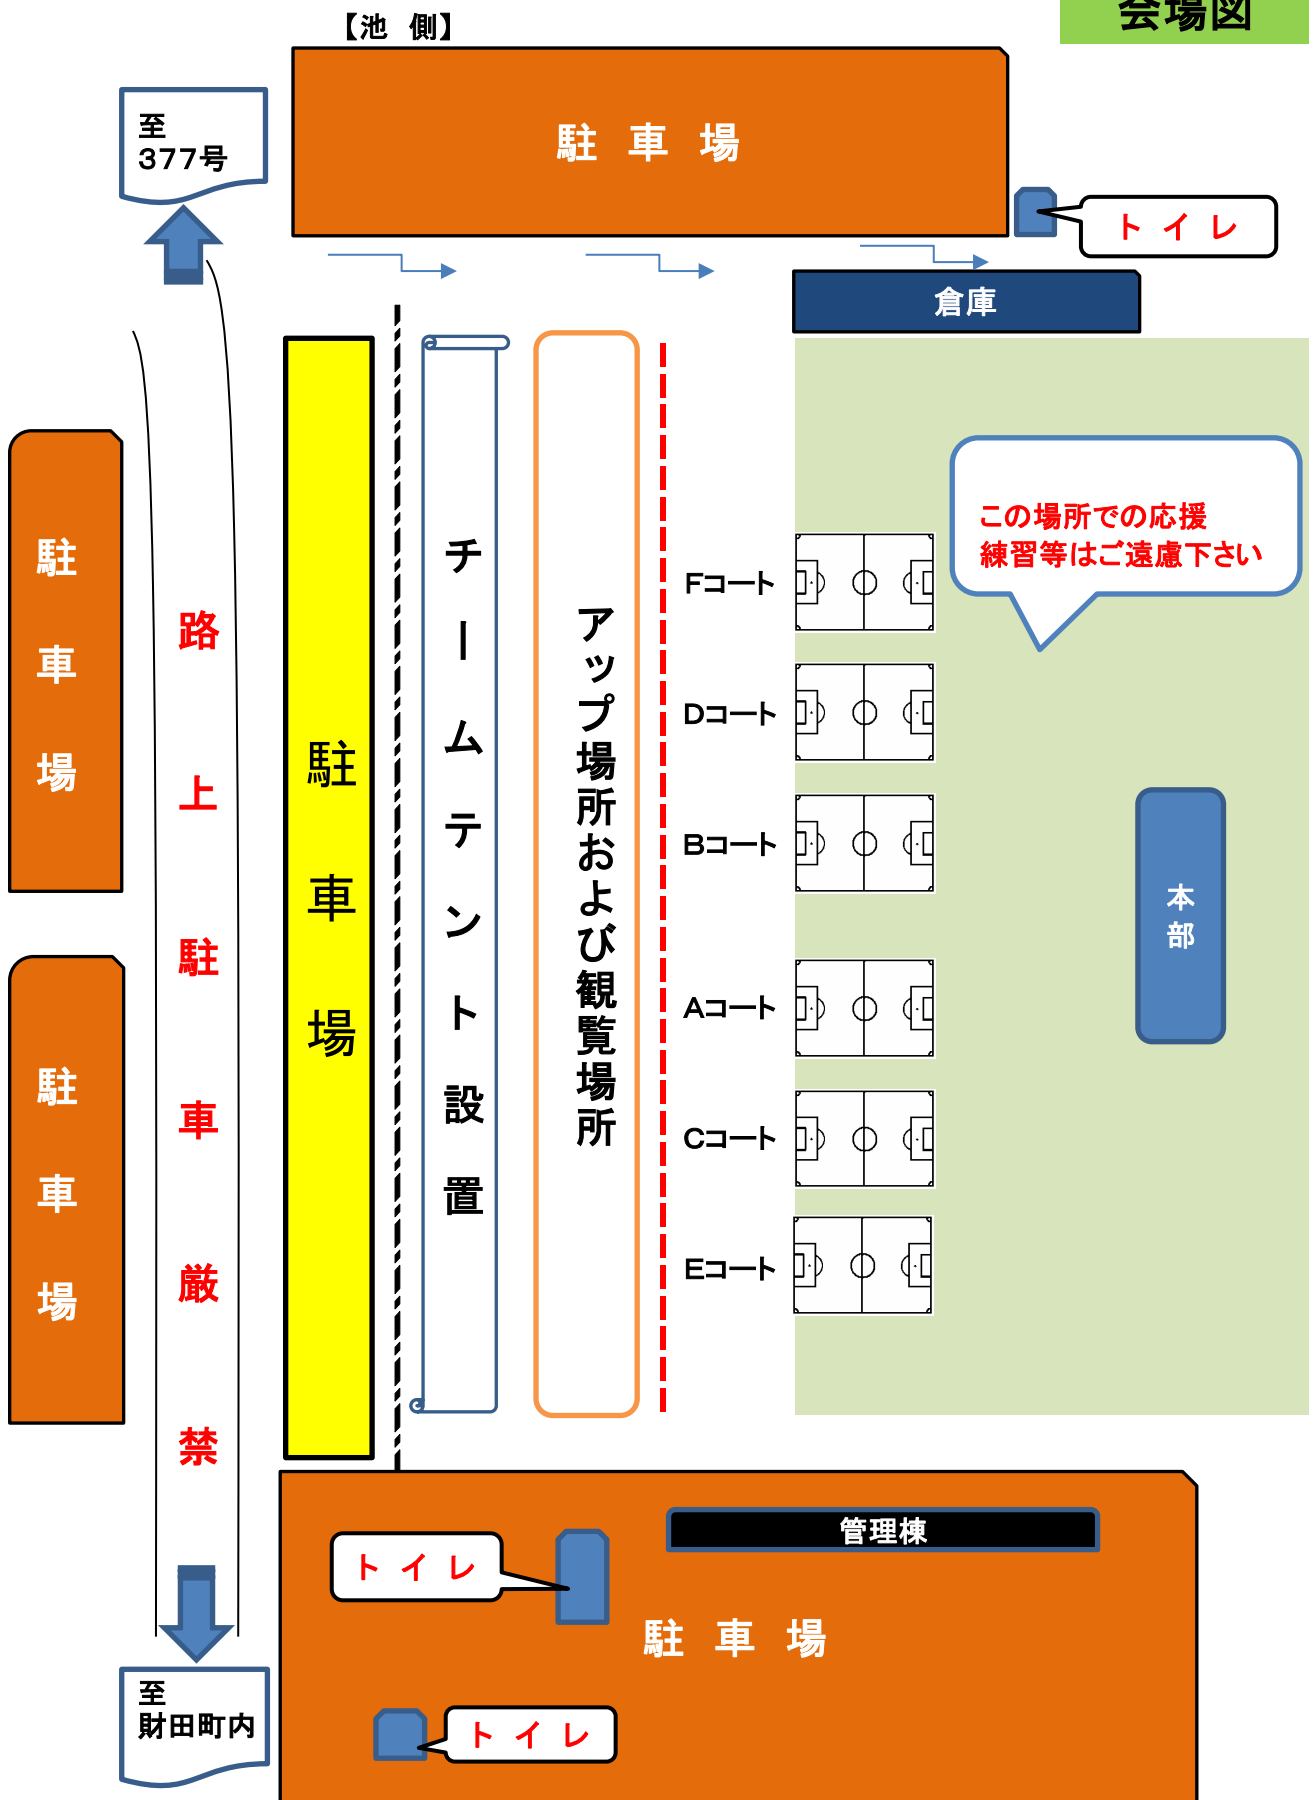 会場図
【池　側】
至
377号
駐　車　場
トイレ
倉庫
この場所での応援
練習等はご遠慮下さい
駐車場
駐車場
路上駐車厳禁
駐車場
チームテント設置
アップ場所および観覧場所
Fコート
Dコート
Bコート
Aコート
Cコート
Eコート
本部
管理棟
トイレ
駐　車　場
トイレ
至
財田町内